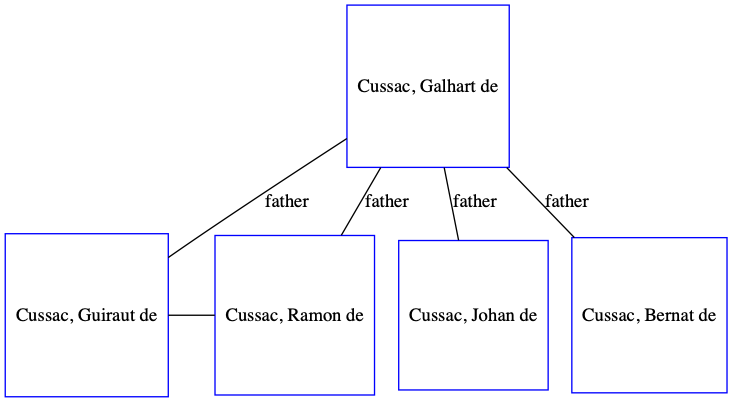 Cussac, Galhart de
father
father
father
father
Cussac, Guiraut de
Cussac, Ramon de
Cussac, Johan de
Cussac, Bernat de